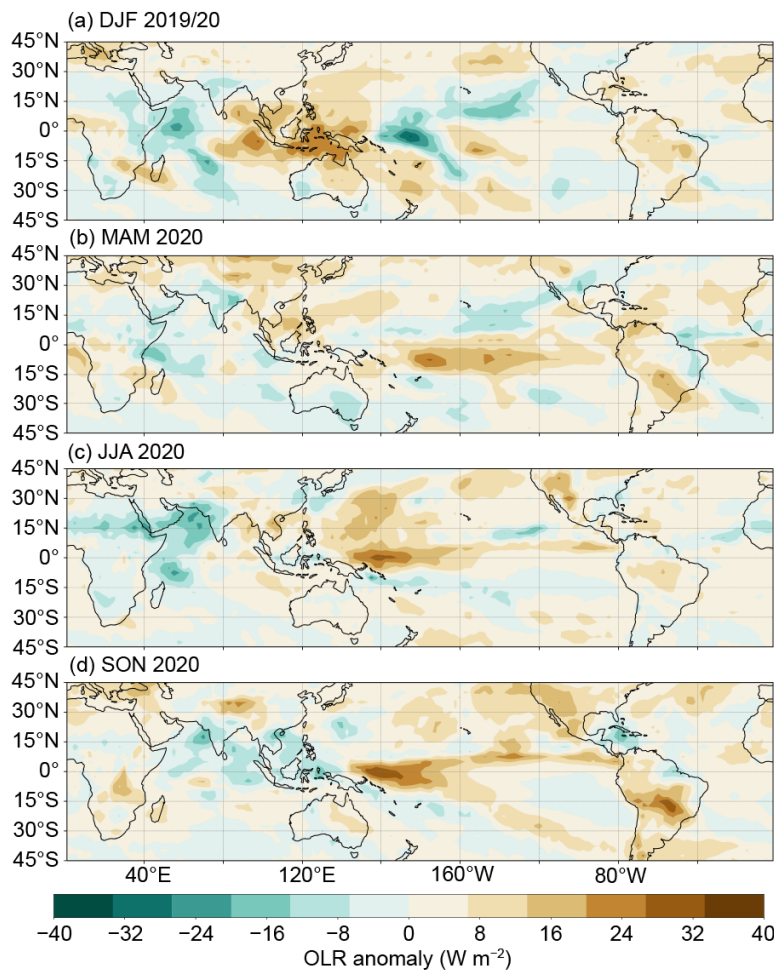 (a) DJF 2019/20
45°N
30°N
15°N
0°
15°S
30°S
45°S
(b) MAM 2020
45°N
30°N
15°N
0°
15°S
30°S
45°S
(c) JJA 2020
45°N
30°N
15°N
0°
15°S
30°S
45°S
(d) SON 2020
45°N
30°N
15°N
0°
15°S
30°S
45°S
40°E 120°E 160°W 80°W
−40 −32 −24 −16 −8 0 8 16 24 32 40
OLR anomaly (W m⁻²)